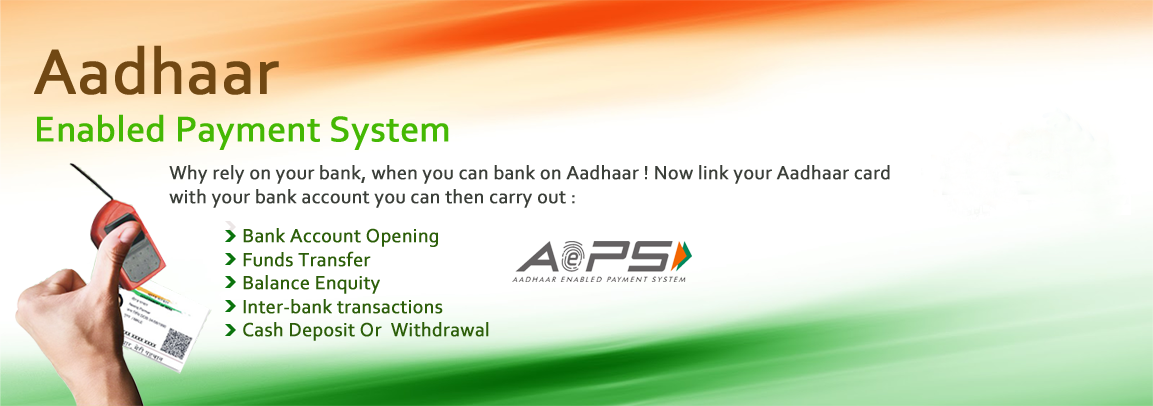 Aadhaar
Enabled Payment System
Why rely on your bank, when you can bank on Aadhaar ! Now link your Aadhaar card
with your bank account you can then carry out :
Bank Account Opening
Funds Transfer
Balance Enquity
Inter-bank transactions
Cash Deposit Or Withdrawal
AePS
AADHAAR ENABLED PAYMENT SYSTEM